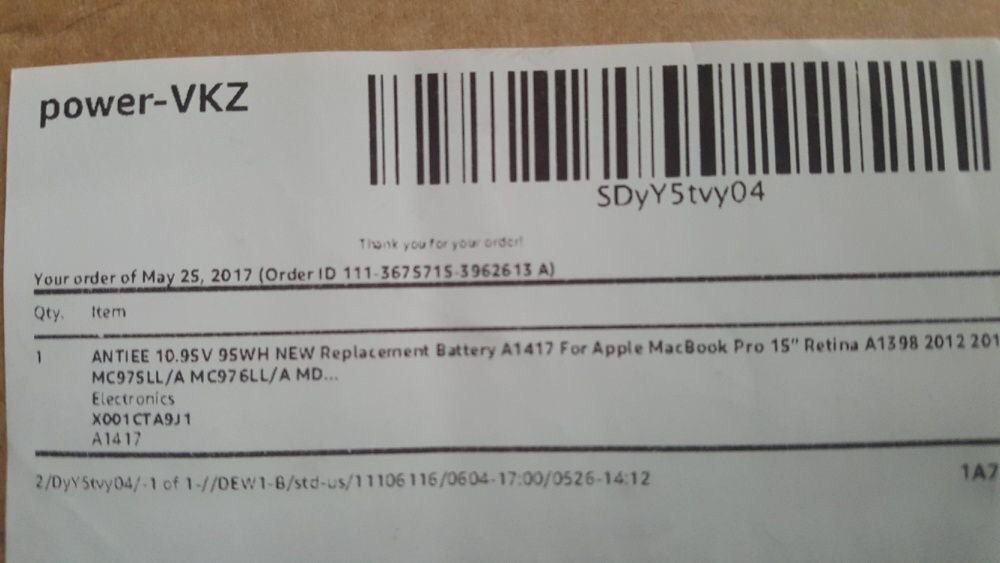 power-VKZ
SDyY5tvy04
Thank you for your order!
Your order of May 25, 2017 (Order ID 111-3675715-3962613 A)
Qty. Item
1 ANTIEE 10.95V 95WH NEW Replacement Battery A1417 For Apple MacBook Pro 15" Retina A1398 2012 201
MC975LL/A MC976LL/A MD...
Electronics
X001CTA9J1
A1417
2/DyY5tvy04/-1 of 1-//DEW1-B/std-us/11106116/0604-17:00/0526-14:12
1A7